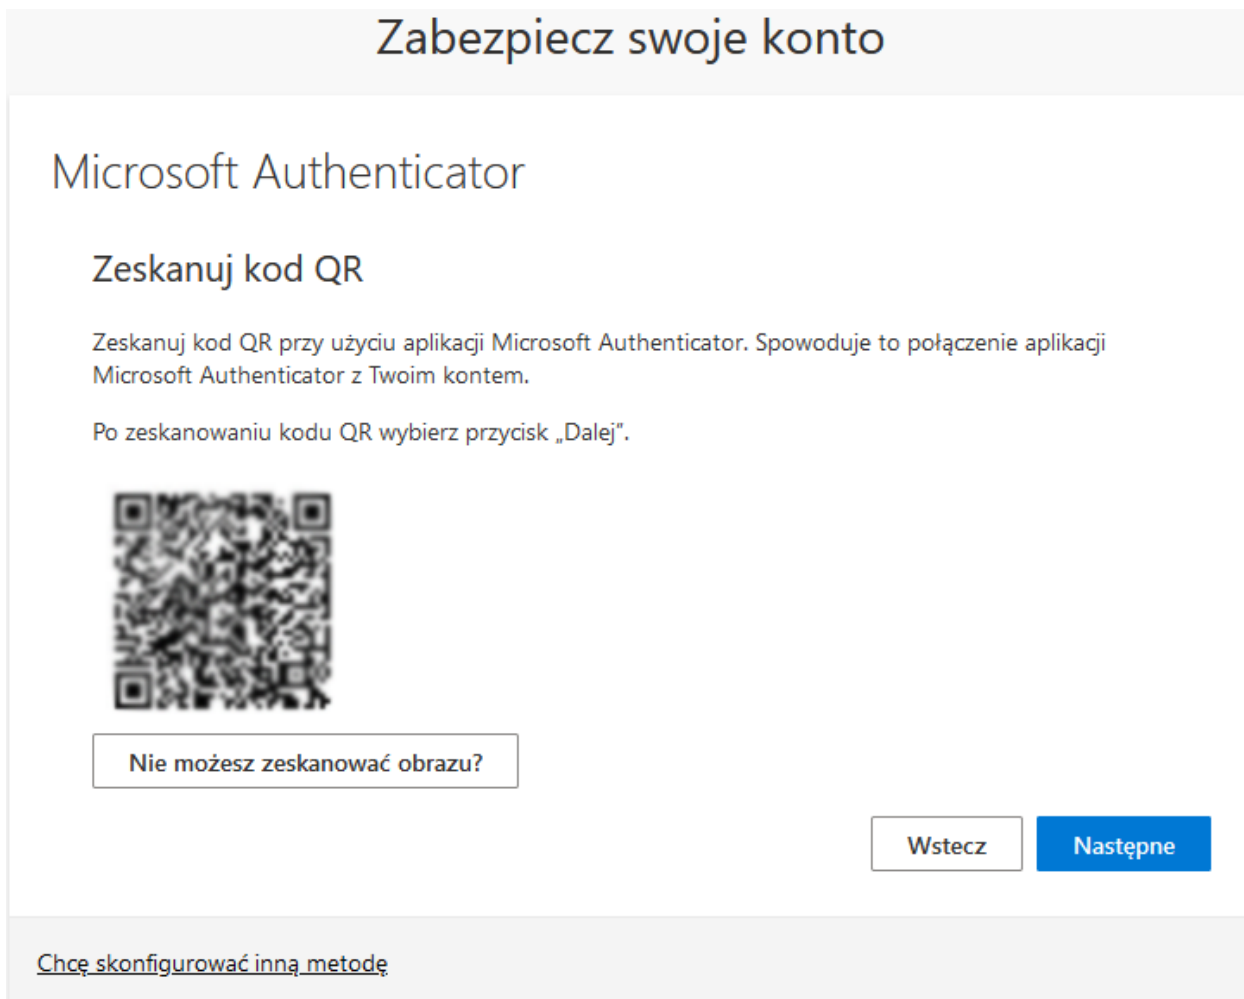 Zabezpiecz swoje konto
Microsoft Authenticator
Zeskanuj kod QR
Zeskanuj kod QR przy użyciu aplikacji Microsoft Authenticator. Spowoduje to połączenie aplikacji
Microsoft Authenticator z Twoim kontem.
Po zeskanowaniu kodu QR wybierz przycisk „Dalej”.
Nie możesz zeskanować obrazu?
Wstecz
Następne
Chcę skonfigurować inną metodę